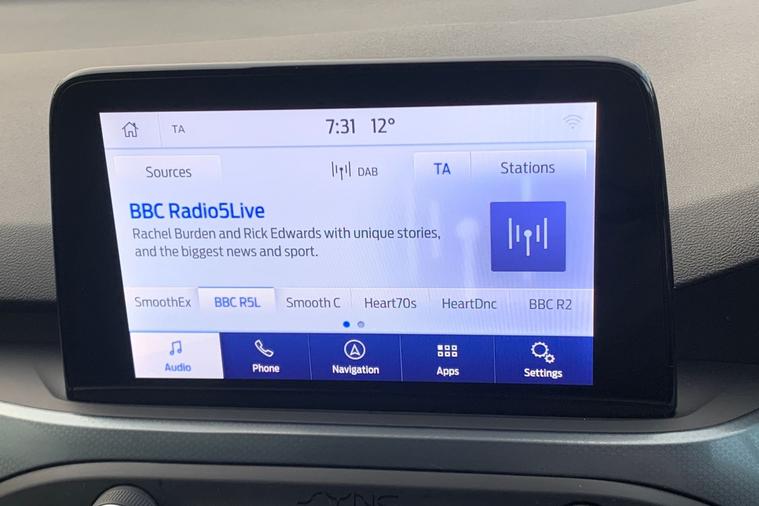 TA 7:31 12°
Sources DAB TA Stations
BBC Radio5Live
Rachel Burden and Rick Edwards with unique stories,
and the biggest news and sport.
SmoothEx BBC R5L Smooth C Heart70s HeartDnc BBC R2
Audio Phone Navigation Apps Settings
SYNC